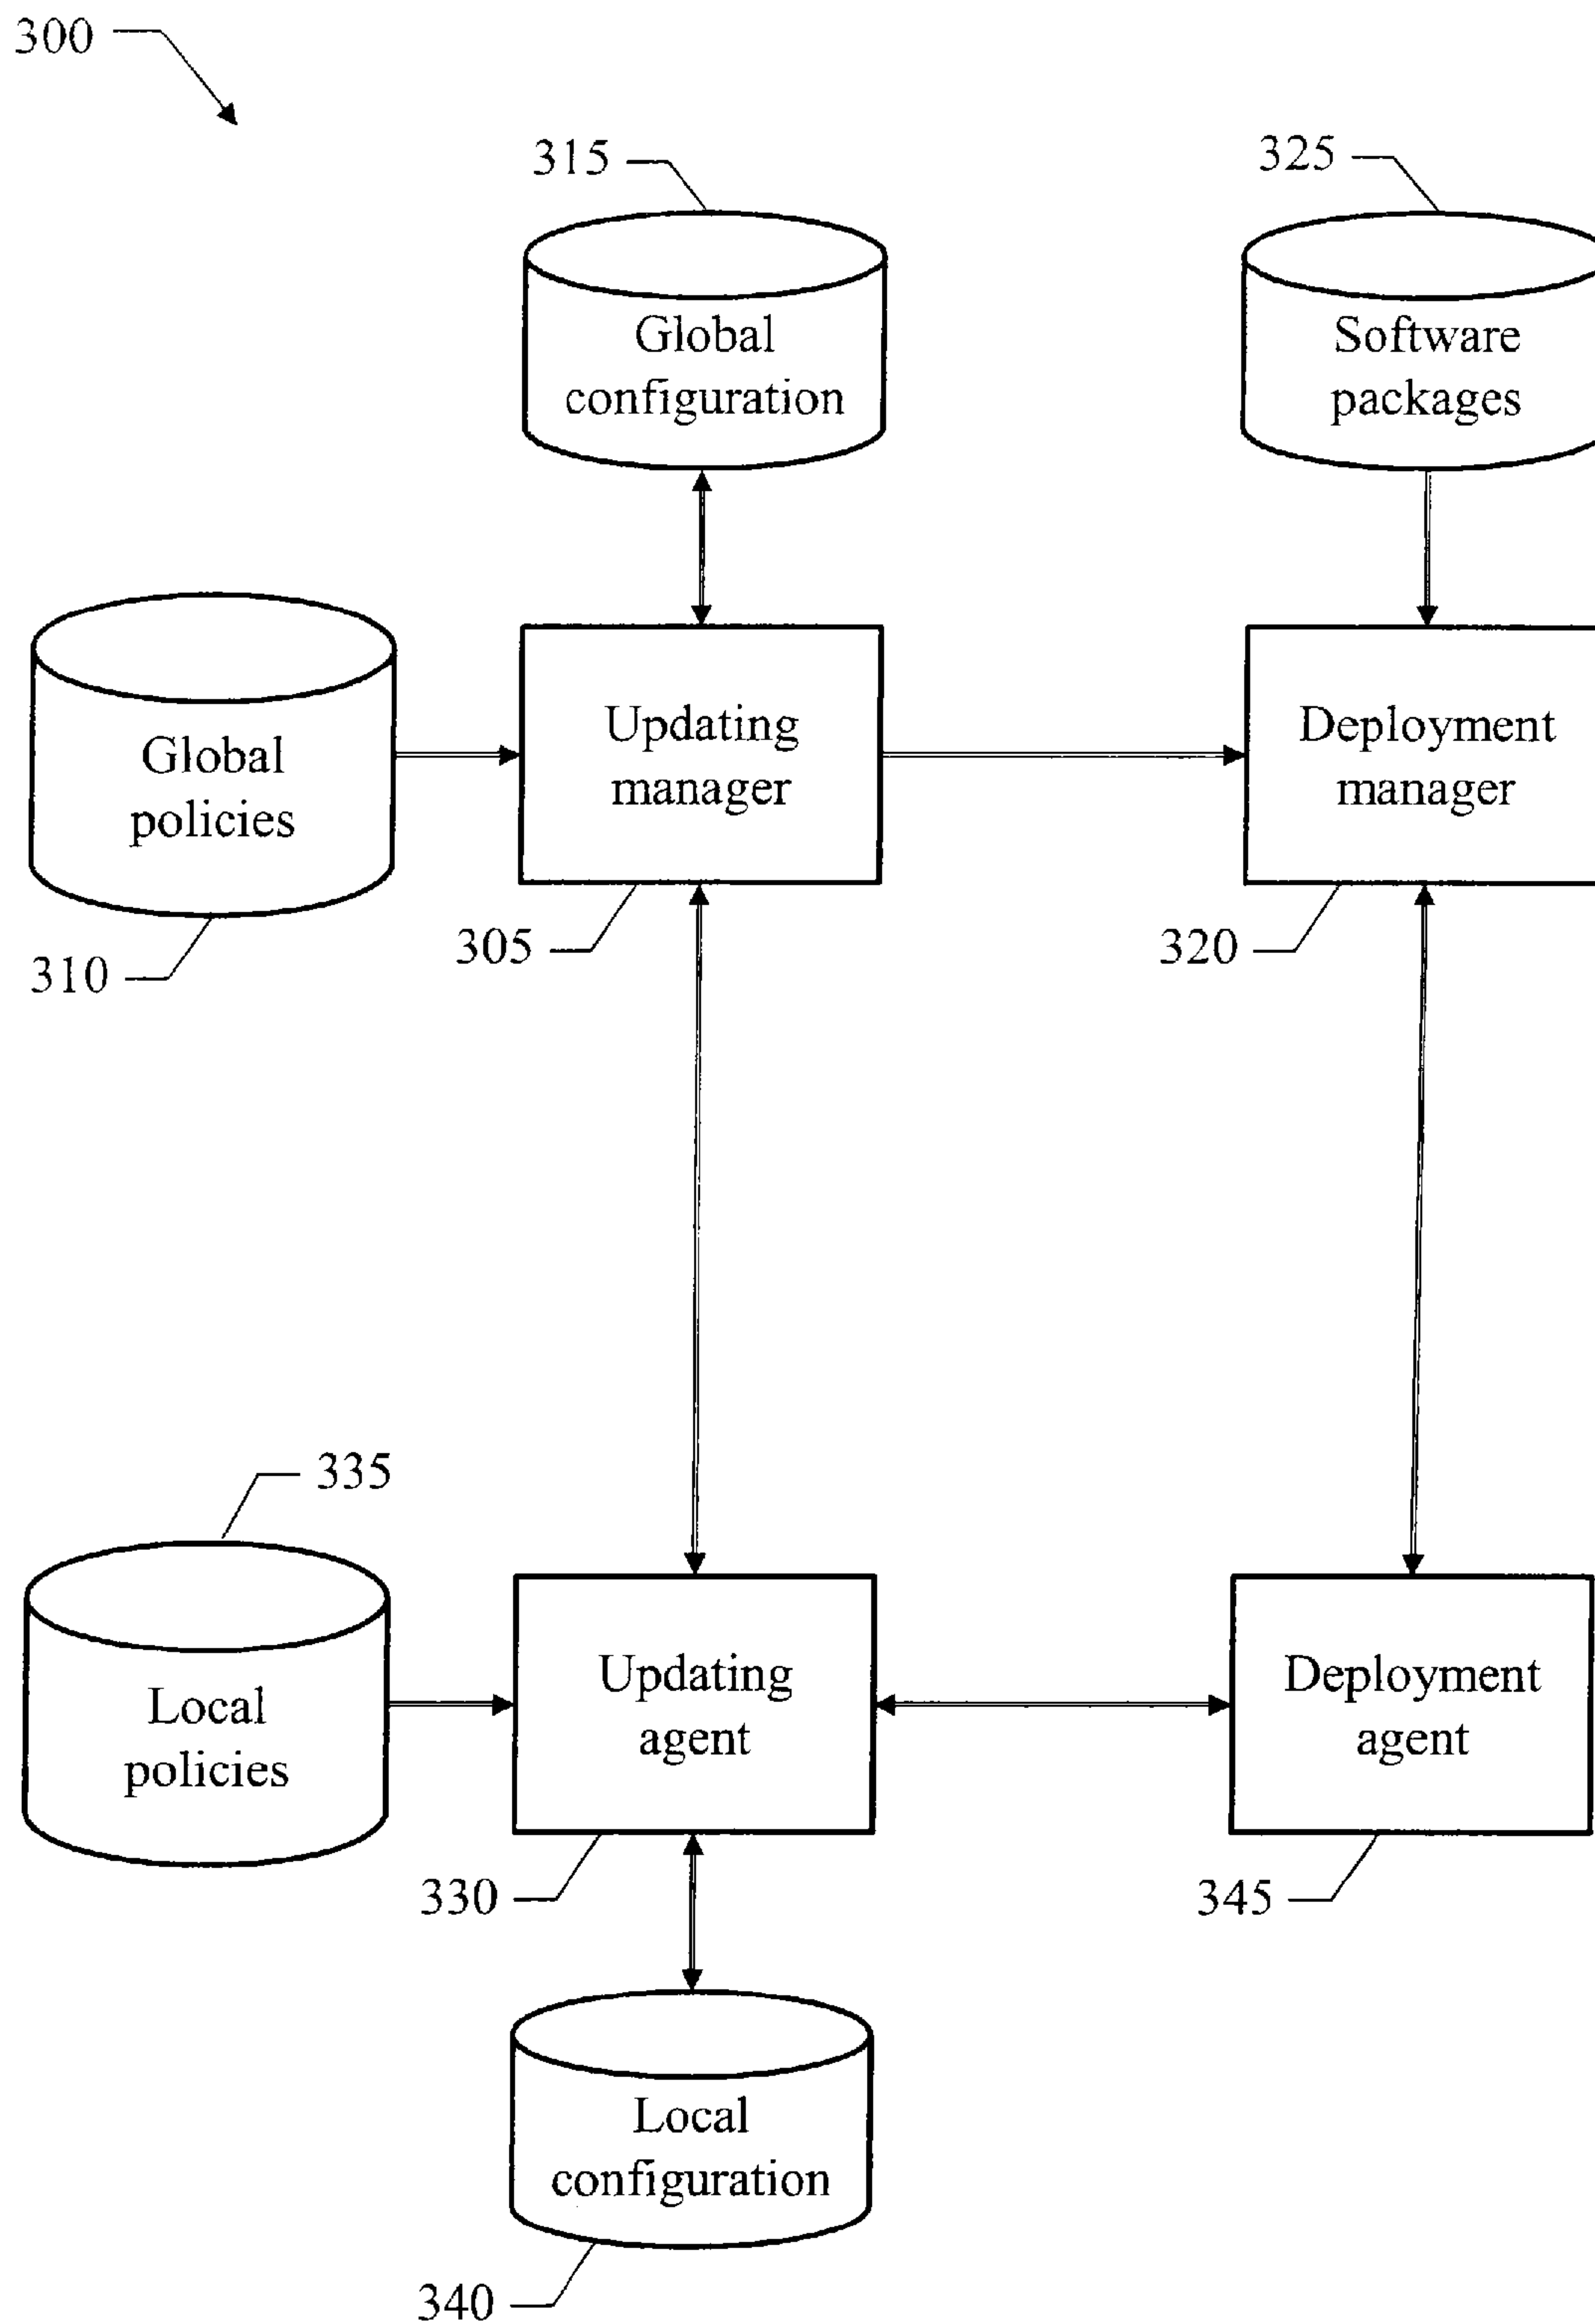 300
315
325
Global
configuration
Software
packages
Global
policies
Updating
manager
Deployment
manager
310
305
320
335
Local
policies
Updating
agent
Deployment
agent
330
345
Local
configuration
340